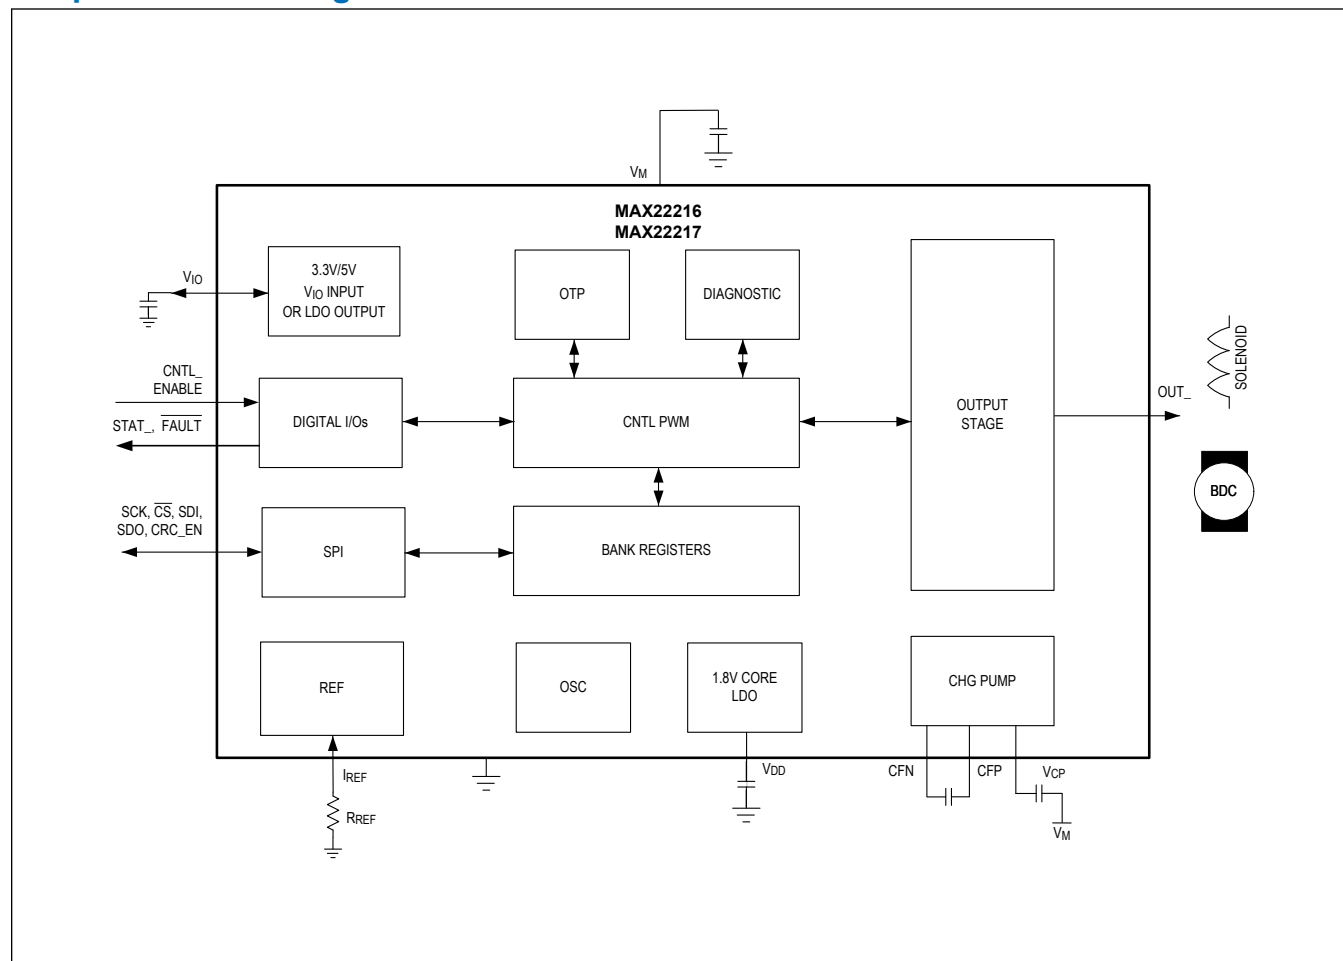 VM
MAX22216
MAX22217
VIO
3.3V/5V
VIO INPUT
OR LDO OUTPUT
OTP
DIAGNOSTIC
CNTL_
ENABLE
STAT_, FAULT
DIGITAL I/Os
CNTL PWM
OUTPUT
STAGE
OUT_
SOLENOID
BDC
SCK, CS, SDI,
SDO, CRC_EN
SPI
BANK REGISTERS
REF
OSC
1.8V CORE
LDO
CHG PUMP
IREF
RREF
VDD
CFN
CFP
VCP
VM